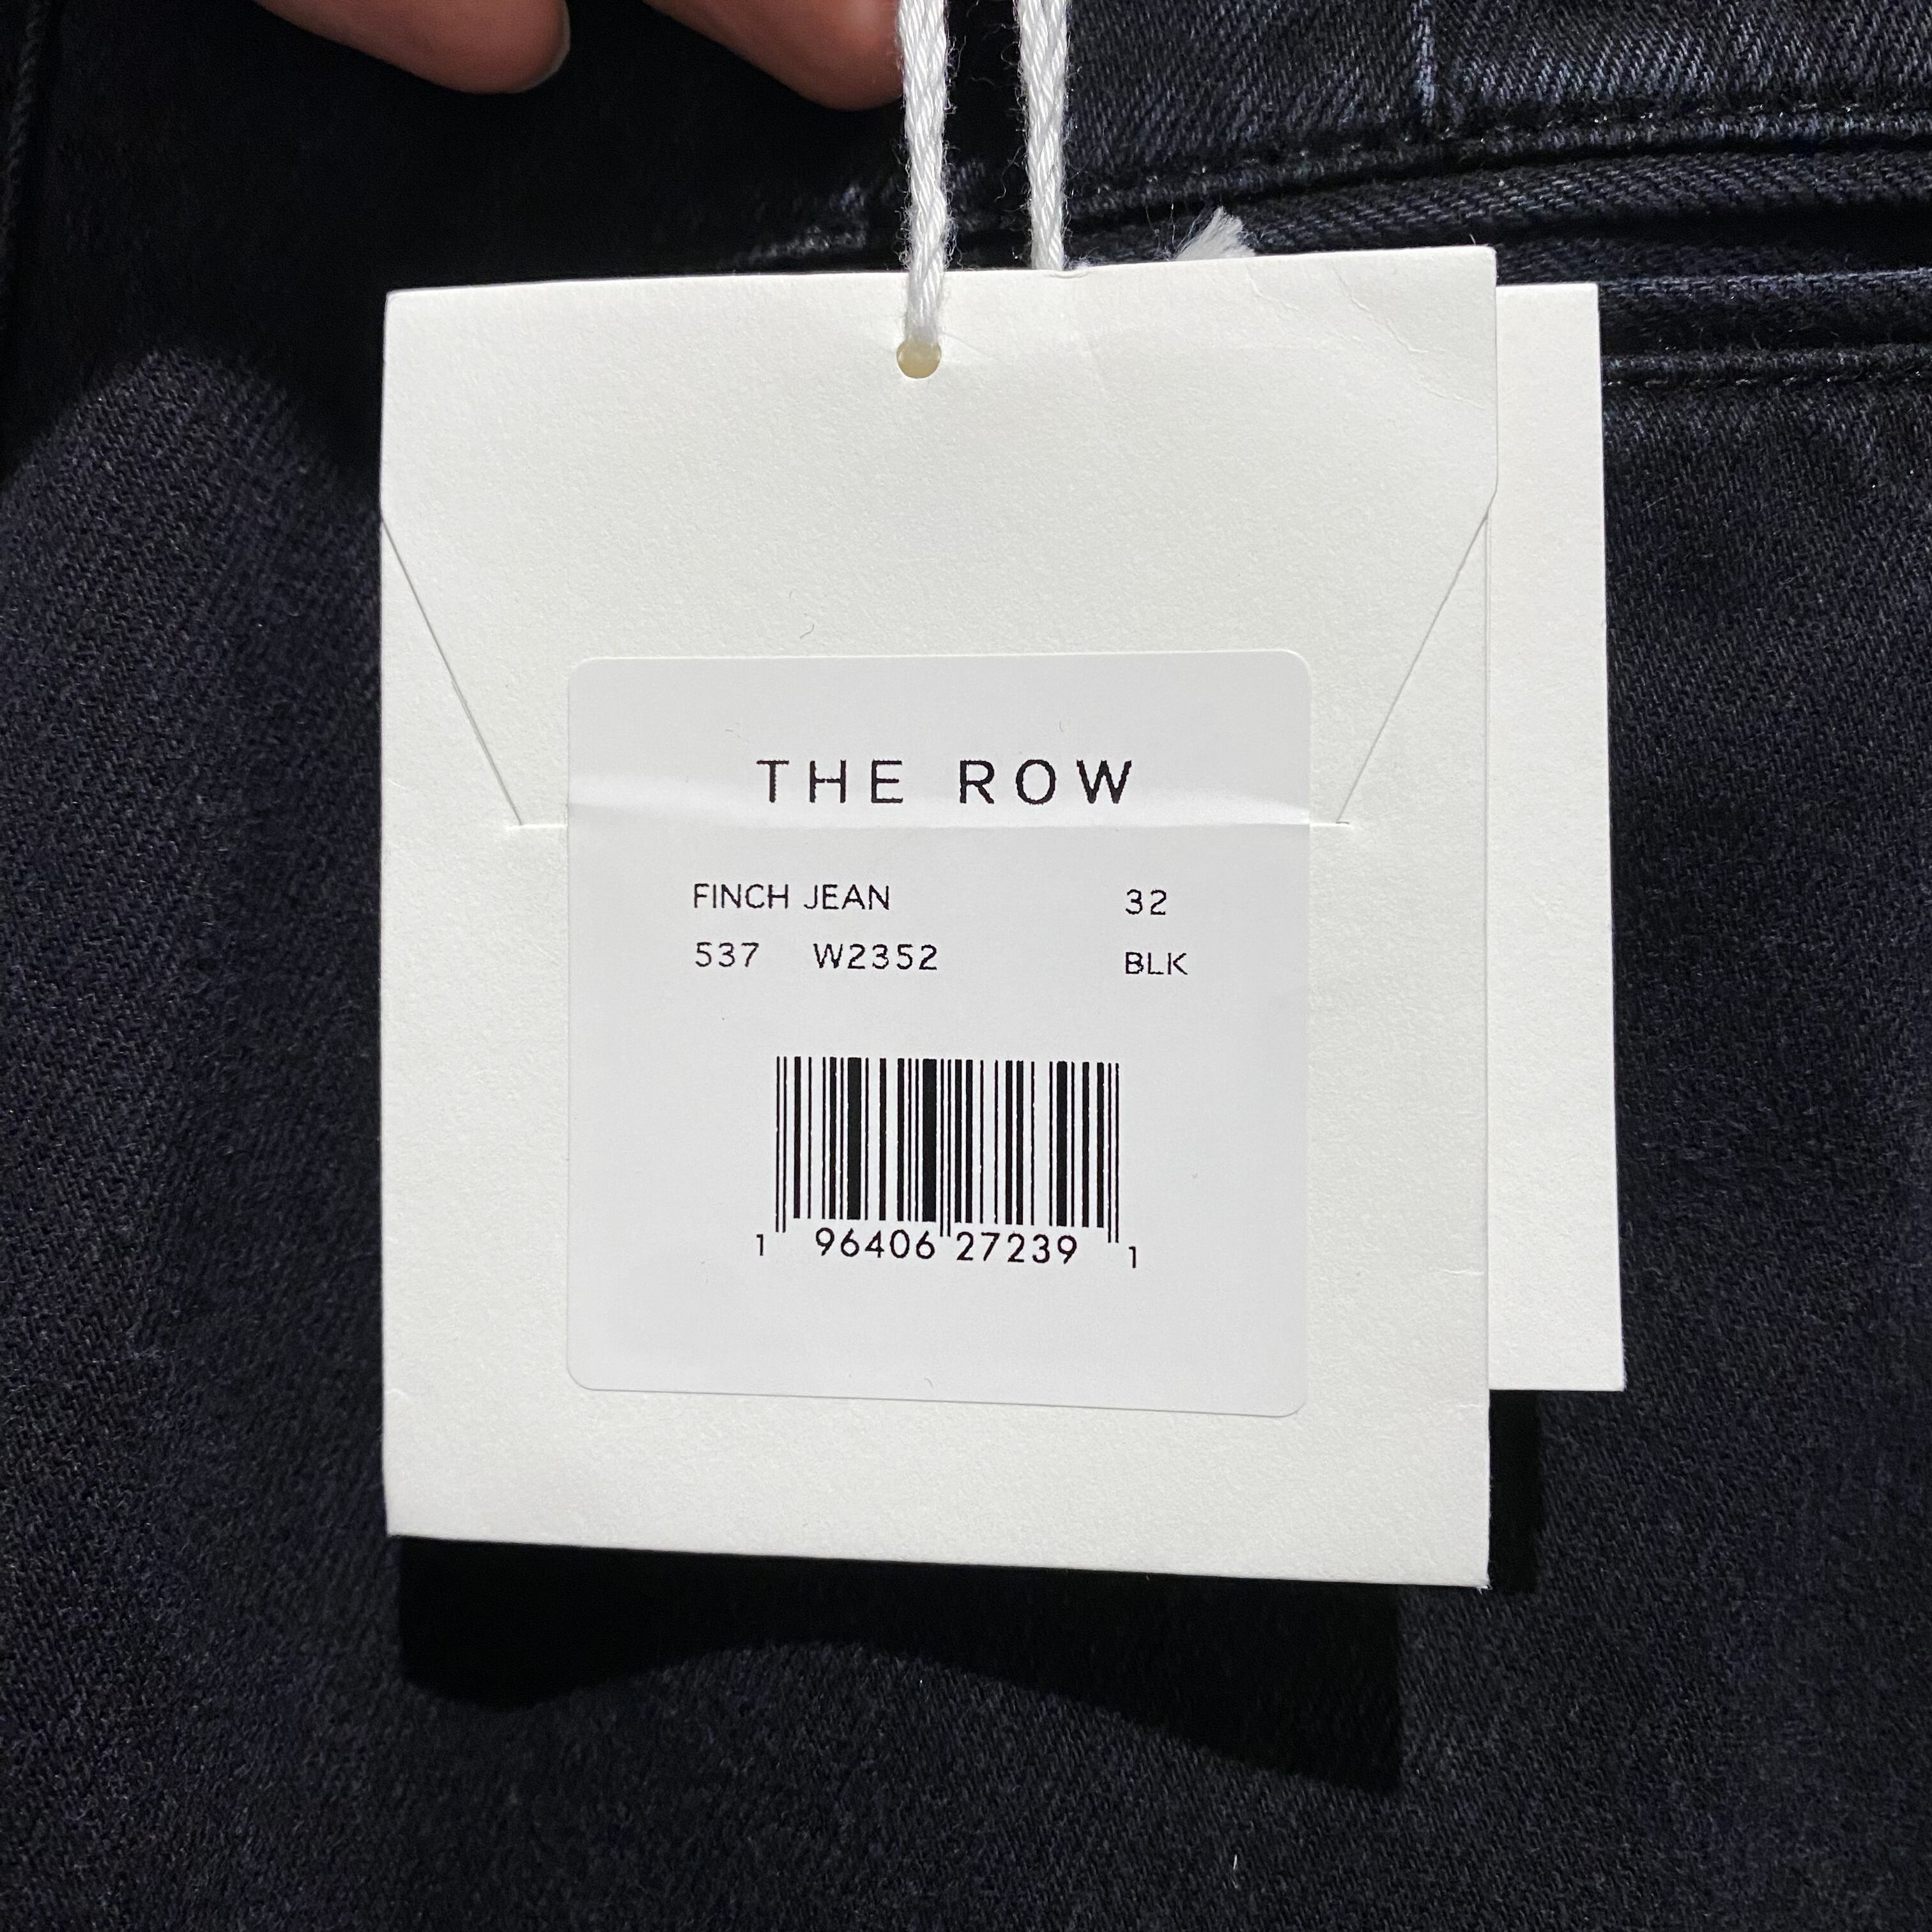 THE ROW
FINCH JEAN 32
537 W2352 BLK
1 96406 27239 1